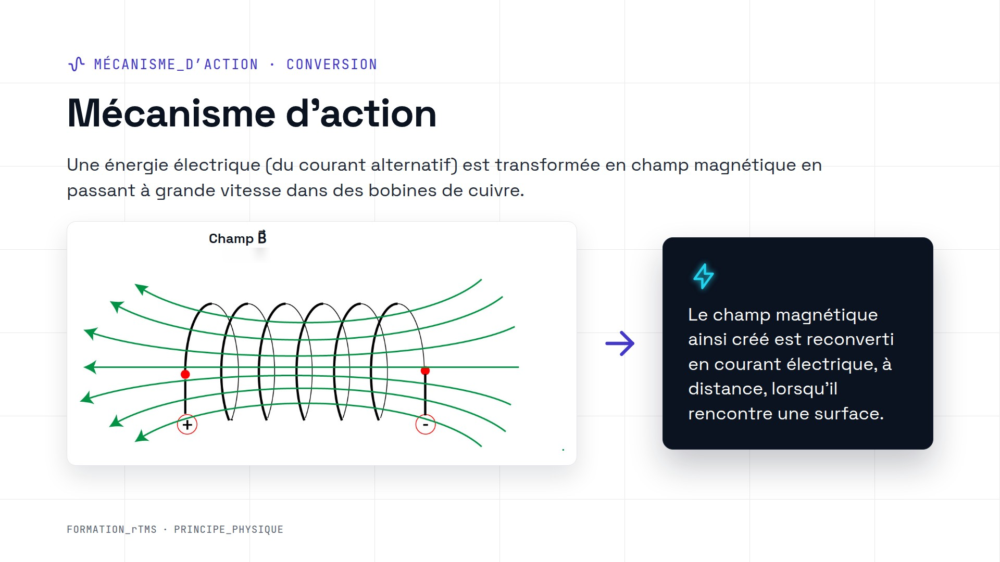 MÉCANISME_D’ACTION · CONVERSION
Mécanisme d’action
Une énergie électrique (du courant alternatif) est transformée en champ magnétique en
passant à grande vitesse dans des bobines de cuivre.
Champ B⃗
+
-
Le champ magnétique
ainsi créé est reconverti
en courant électrique, à
distance, lorsqu’il
rencontre une surface.
FORMATION_rTMS · PRINCIPE_PHYSIQUE